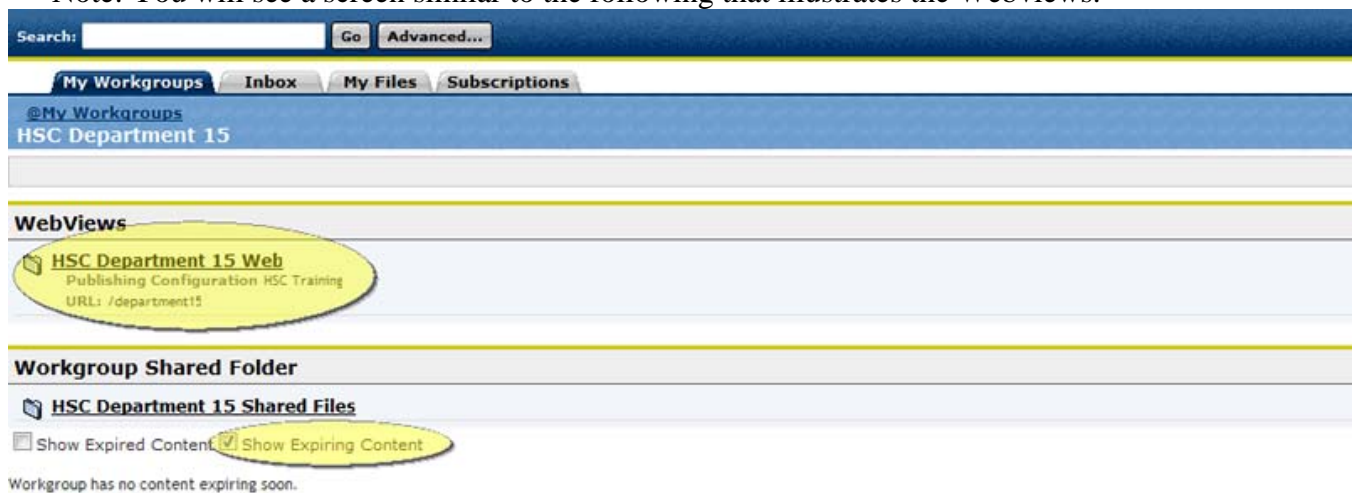 Note: You will see a screen similar to the following that illustrates the WebViews.
Search: Go Advanced...
My Workgroups Inbox My Files Subscriptions
@My Workgroups
HSC Department 15
WebViews
HSC Department 15 Web
Publishing Configuration HSC Training
URL: /department15
Workgroup Shared Folder
HSC Department 15 Shared Files
Show Expired Content Show Expiring Content
Workgroup has no content expiring soon.